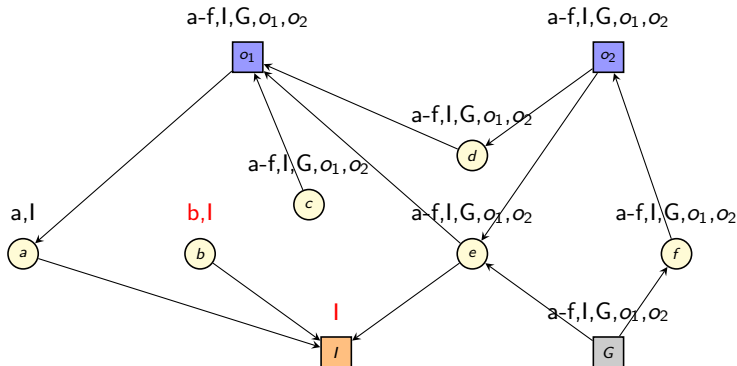 a-f,I,G,o₁,o₂
a-f,I,G,o₁,o₂
o₁
o₂
a-f,I,G,o₁,o₂
d
a-f,I,G,o₁,o₂
c
a,I
b,I
a-f,I,G,o₁,o₂
a-f,I,G,o₁,o₂
a
b
e
f
I
a-f,I,G,o₁,o₂
I
G